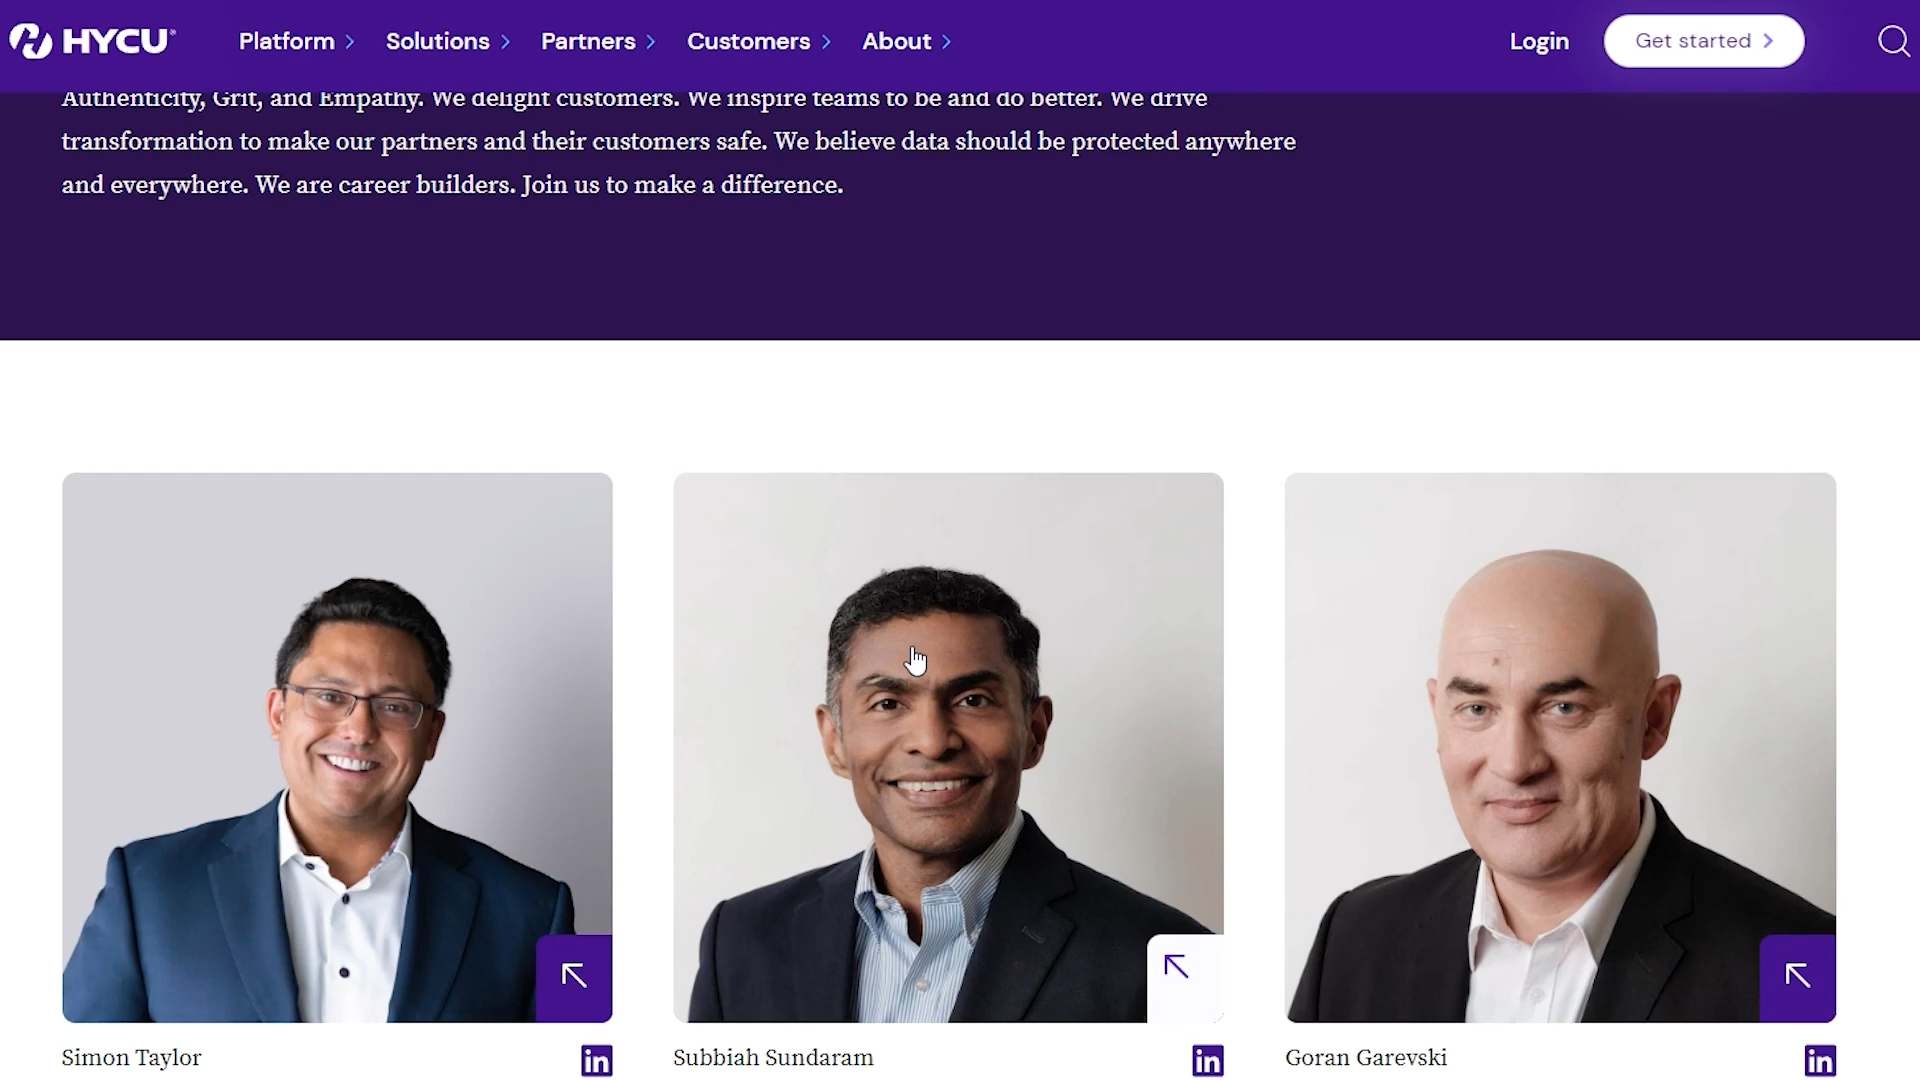 HYCU®
Platform
Solutions
Partners
Customers
About
Login
Get started
Authenticity, Grit, and Empathy. We delight customers. We inspire teams to be and do better. We drive
transformation to make our partners and their customers safe. We believe data should be protected anywhere
and everywhere. We are career builders. Join us to make a difference.
Simon Taylor
in
Subbiah Sundaram
in
Goran Garevski
in